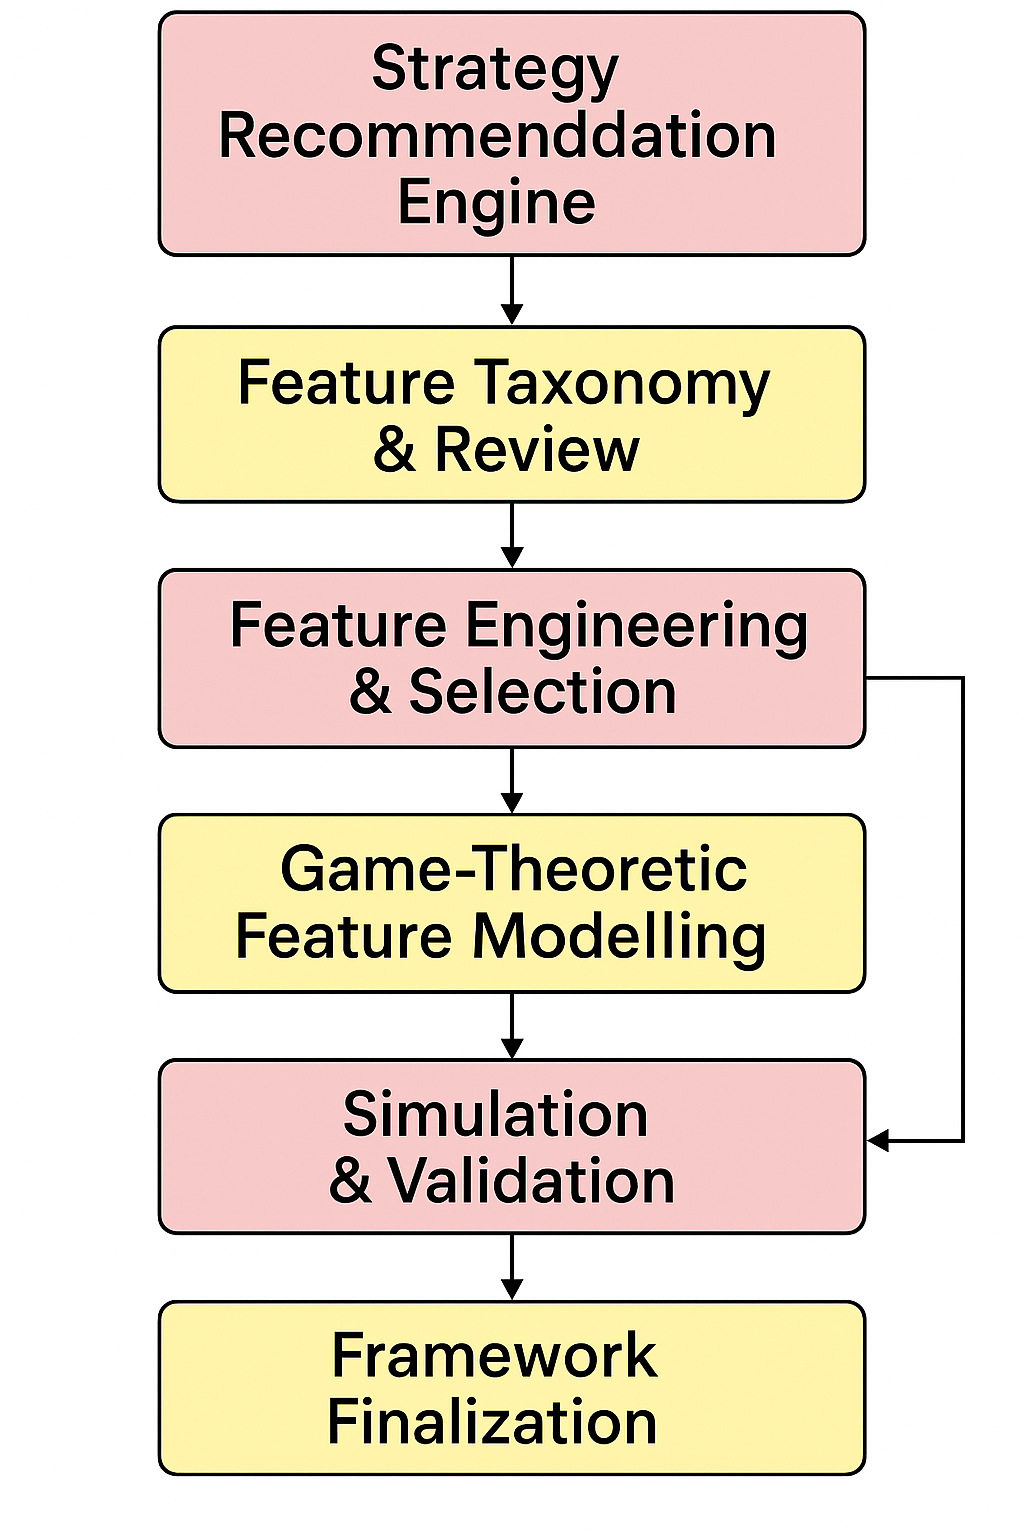 Strategy
Recommenddation
Engine
Feature Taxonomy
& Review
Feature Engineering
& Selection
Game-Theoretic
Feature Modelling
Simulation
& Validation
Framework
Finalization